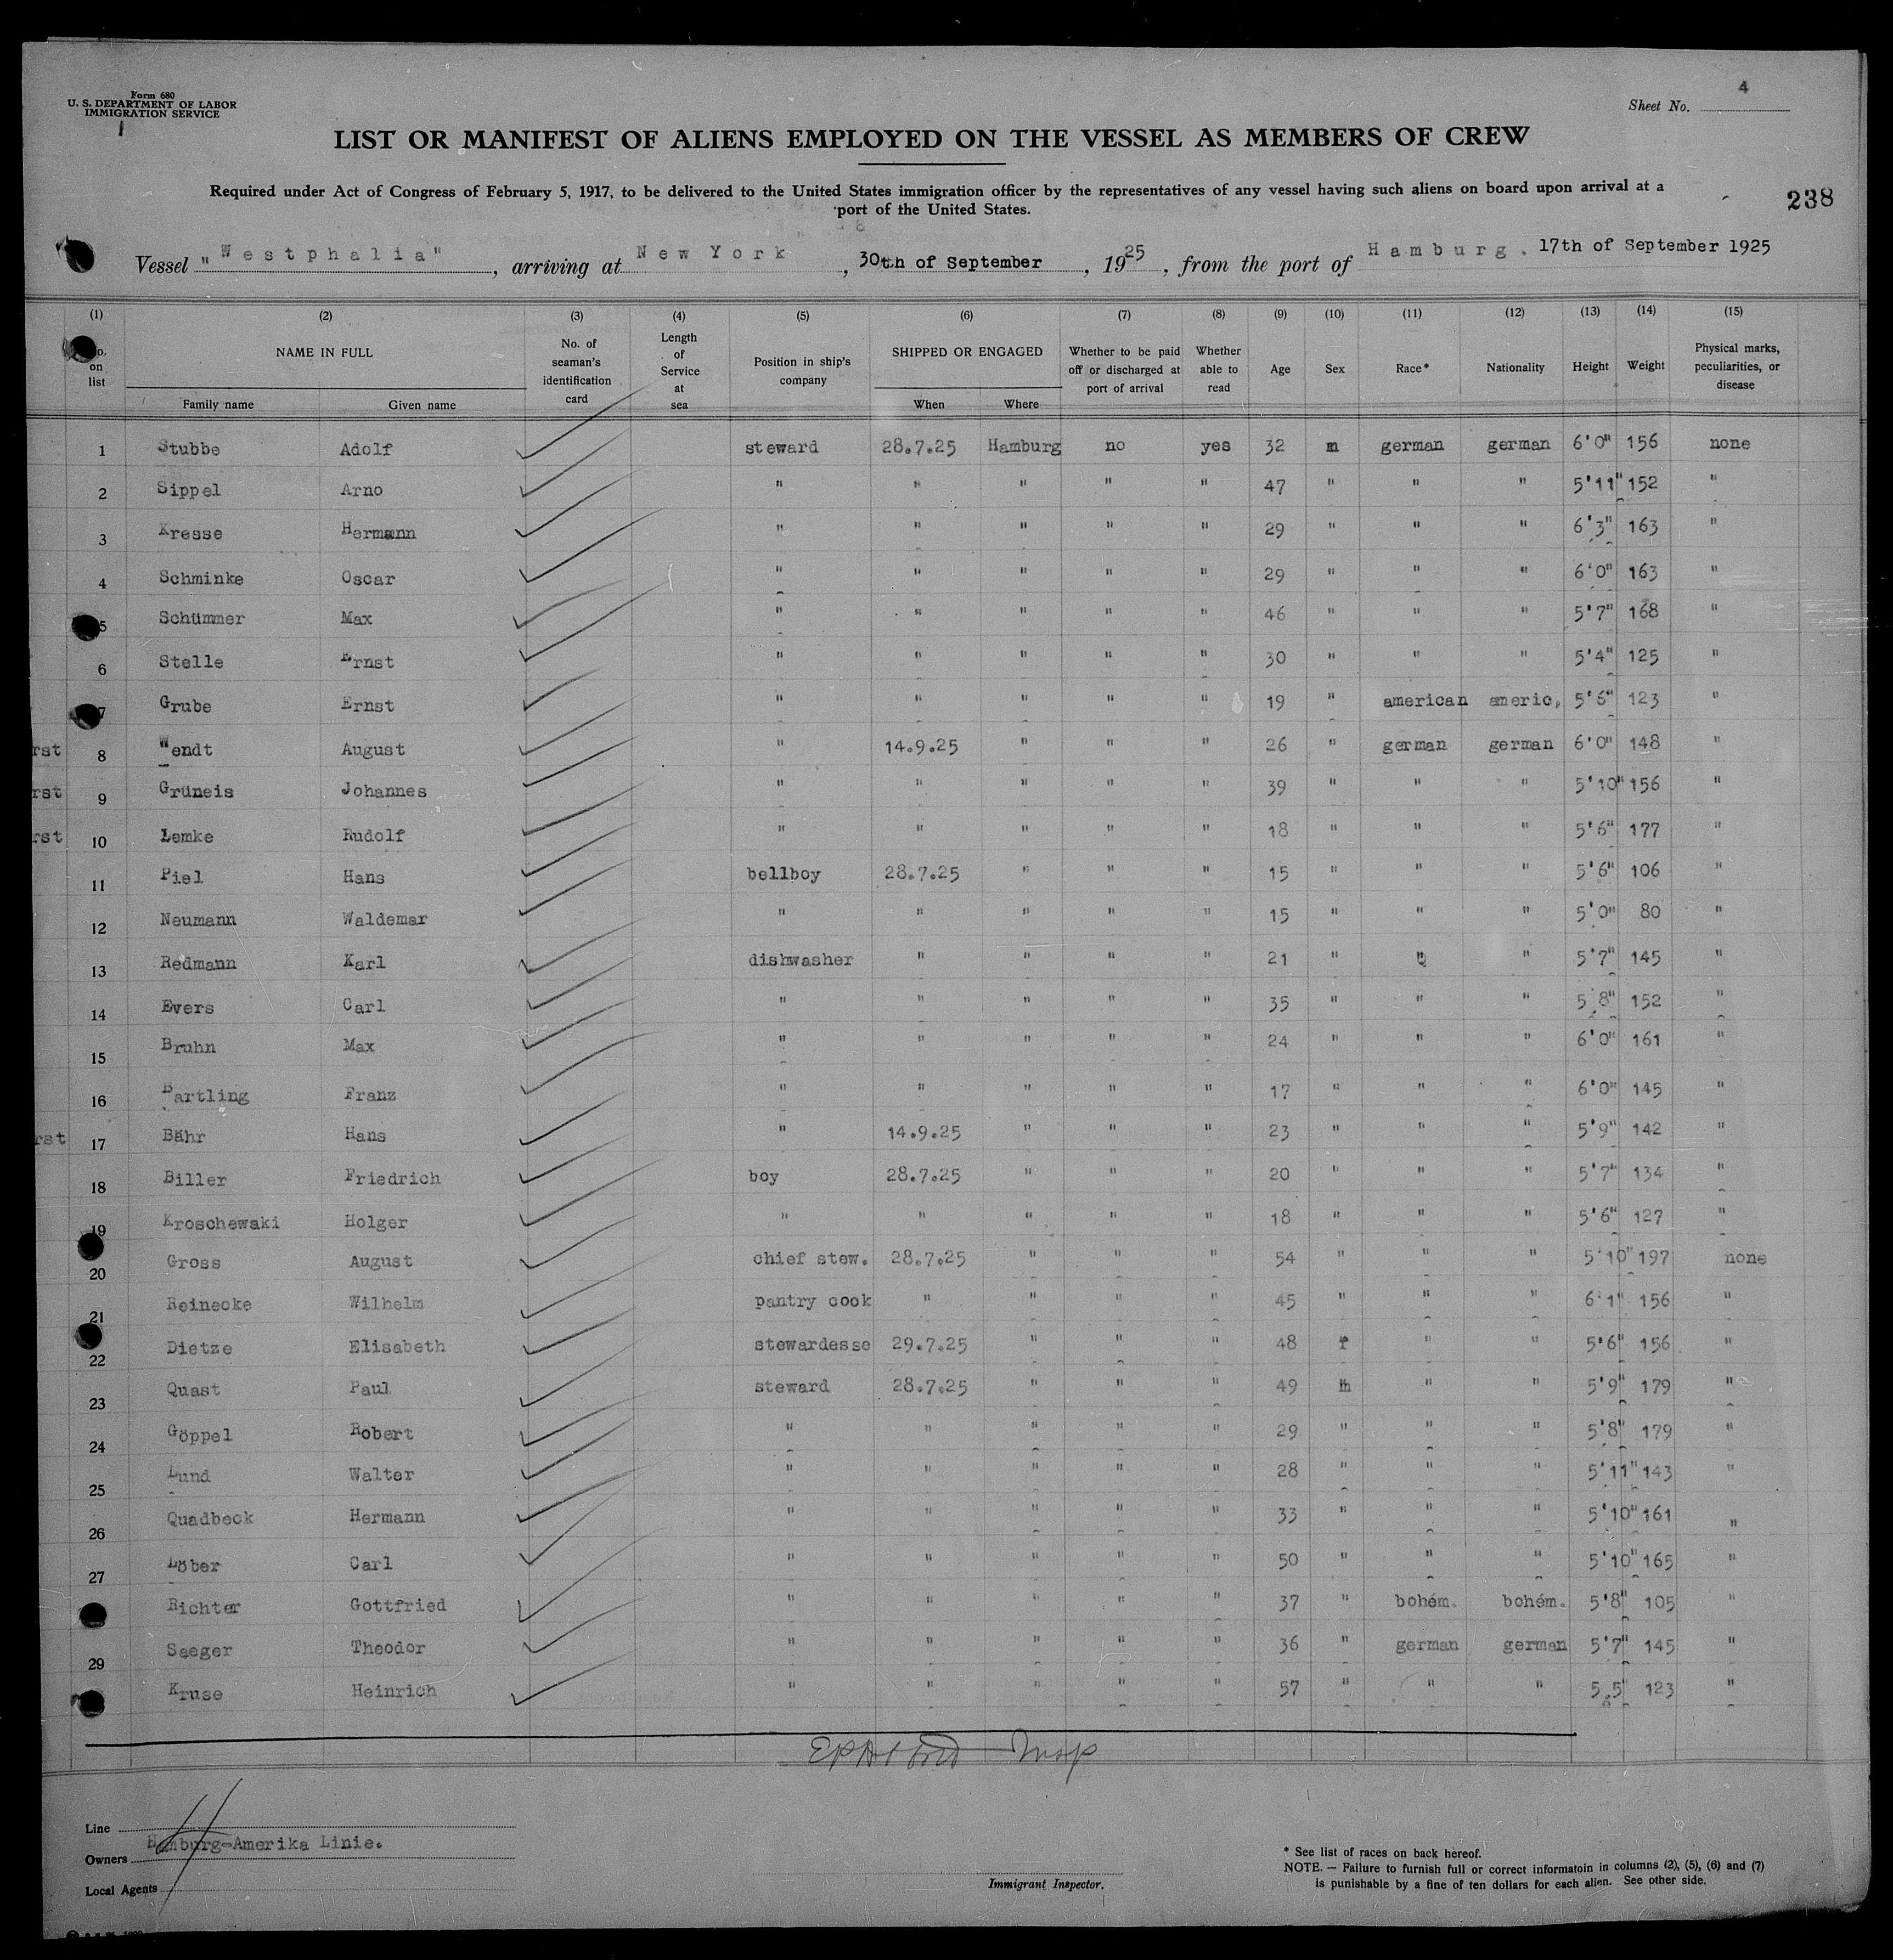 Form 680
U. S. DEPARTMENT OF LABOR
IMMIGRATION SERVICE
Sheet No. 4
LIST OR MANIFEST OF ALIENS EMPLOYED ON THE VESSEL AS MEMBERS OF CREW
Required under Act of Congress of February 5, 1917, to be delivered to the United States immigration officer by the representatives of any vessel having such aliens on board upon arrival at a
port of the United States.
238
Vessel "Westphalia", arriving at New York, 30th of September, 1925, from the port of Hamburg. 17th of September 1925
(1) (2) (3) (4) (5) (6) (7) (8) (9) (10) (11) (12) (13) (14) (15)
No. on list NAME IN FULL Family name Given name No. of seaman's identification card Length of Service at sea Position in ship's company SHIPPED OR ENGAGED When Where Whether to be paid off or discharged at port of arrival Whether able to read Age Sex Race* Nationality Height Weight Physical marks, peculiarities, or disease
1 Stubbe Adolf steward 28.7.25 Hamburg no yes 32 m german german 6'0" 156 none
2 Sippel Arno " " " " " 47 " " " 5'11" 152 "
3 Kresse Hermann " " " " " 29 " " " 6'3" 163 "
4 Schminke Oscar " " " " " 29 " " " 6'0" 163 "
5 Schümmer Max " " " " " 46 " " " 5'7" 168 "
6 Stelle Ernst " " " " " 30 " " " 5'4" 125 "
7 Grube Ernst " " " " " 19 " american americ. 5'6" 123 "
rst 8 Wendt August " 14.9.25 " " " 26 " german german 6'0" 148 "
rst 9 Grüneis Johannes " " " " " 39 " " " 5'10" 156 "
rst 10 Lemke Rudolf " " " " " 18 " " " 5'6" 177 "
11 Piel Hans bellboy 28.7.25 " " " 15 " " " 5'6" 106 "
12 Neumann Waldemar " " " " " 15 " " " 5'0" 80 "
13 Redmann Karl dishwasher " " " " 21 " " " 5'7" 145 "
14 Evers Carl " " " " " 35 " " " 5'8" 152 "
15 Bruhn Max " " " " " 24 " " " 6'0" 161 "
16 Bartling Franz " " " " " 17 " " " 6'0" 145 "
rst 17 Bähr Hans " 14.9.25 " " " 23 " " " 5'9" 142 "
18 Biller Friedrich boy 28.7.25 " " " 20 " " " 5'7" 134 "
19 Kroschewaki Holger " " " " " 18 " " " 5'6" 127 "
20 Gross August chief stew. 28.7.25 " " " 54 " " " 5'10" 197 none
21 Reinecke Wilhelm pantry cook " " " " 45 " " " 6'1" 156 "
22 Dietze Elisabeth stewardesse 29.7.25 " " " 48 f " " 5'6" 156 "
23 Quast Paul steward 28.7.25 " " " 49 m " " 5'9" 179 "
24 Göppel Robert " " " " " 29 " " " 5'8" 179 "
25 Lund Walter " " " " " 28 " " " 5'11" 143 "
26 Quadbeck Hermann " " " " " 33 " " " 5'10" 161 "
27 Löber Carl " " " " " 50 " " " 5'10" 165 "
Richter Gottfried " " " " " 37 " bohém. bohém. 5'8" 105 "
29 Seeger Theodor " " " " " 36 " german german 5'7" 145 "
Kruse Heinrich " " " " " 57 " " " 5'5" 123 "
Insp
Line
Owners Hamburg-Amerika Linie.
Local Agents
Immigrant Inspector.
* See list of races on back hereof.
NOTE. — Failure to furnish full or correct informatoin in columns (2), (5), (6) and (7)
is punishable by a fine of ten dollars for each alien. See other side.